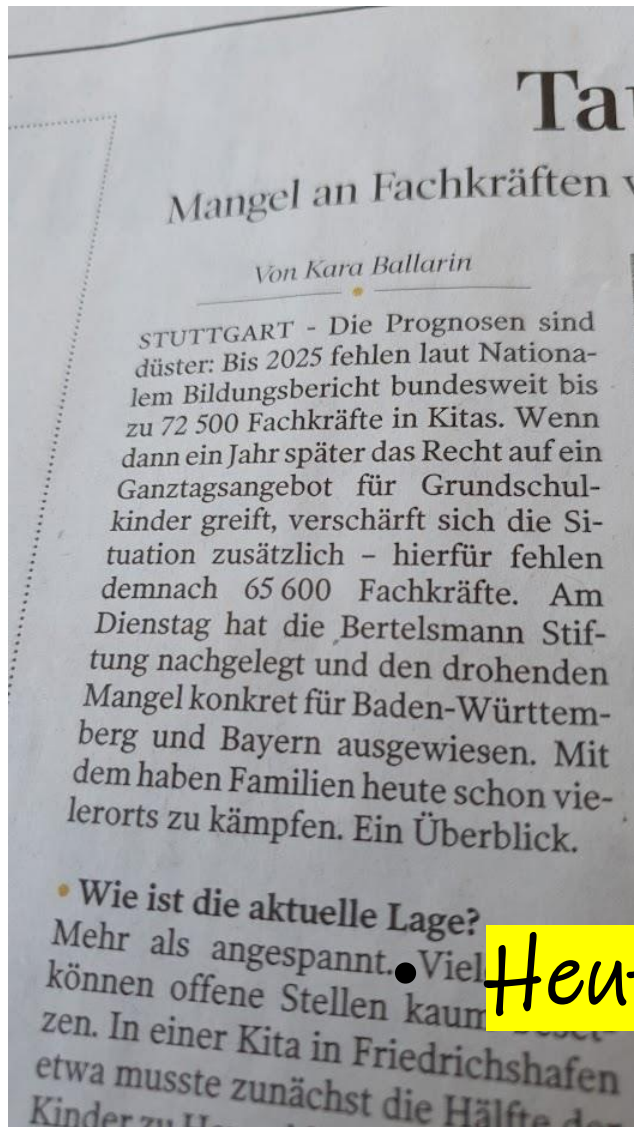 Mangel an Fachkräften
Von Kara Ballarin
STUTTGART - Die Prognosen sind
düster: Bis 2025 fehlen laut Nationa-
lem Bildungsbericht bundesweit bis
zu 72 500 Fachkräfte in Kitas. Wenn
dann ein Jahr später das Recht auf ein
Ganztagsangebot für Grundschul-
kinder greift, verschärft sich die Si-
tuation zusätzlich – hierfür fehlen
demnach 65 600 Fachkräfte. Am
Dienstag hat die Bertelsmann Stif-
tung nachgelegt und den drohenden
Mangel konkret für Baden-Württem-
berg und Bayern ausgewiesen. Mit
dem haben Familien heute schon vie-
lerorts zu kämpfen. Ein Überblick.
• Wie ist die aktuelle Lage?
Mehr als angespannt.
können offene Stellen kaum
zen. In einer Kita in Friedrichshafen
etwa musste zunächst die Hälfte der
Kinder zu